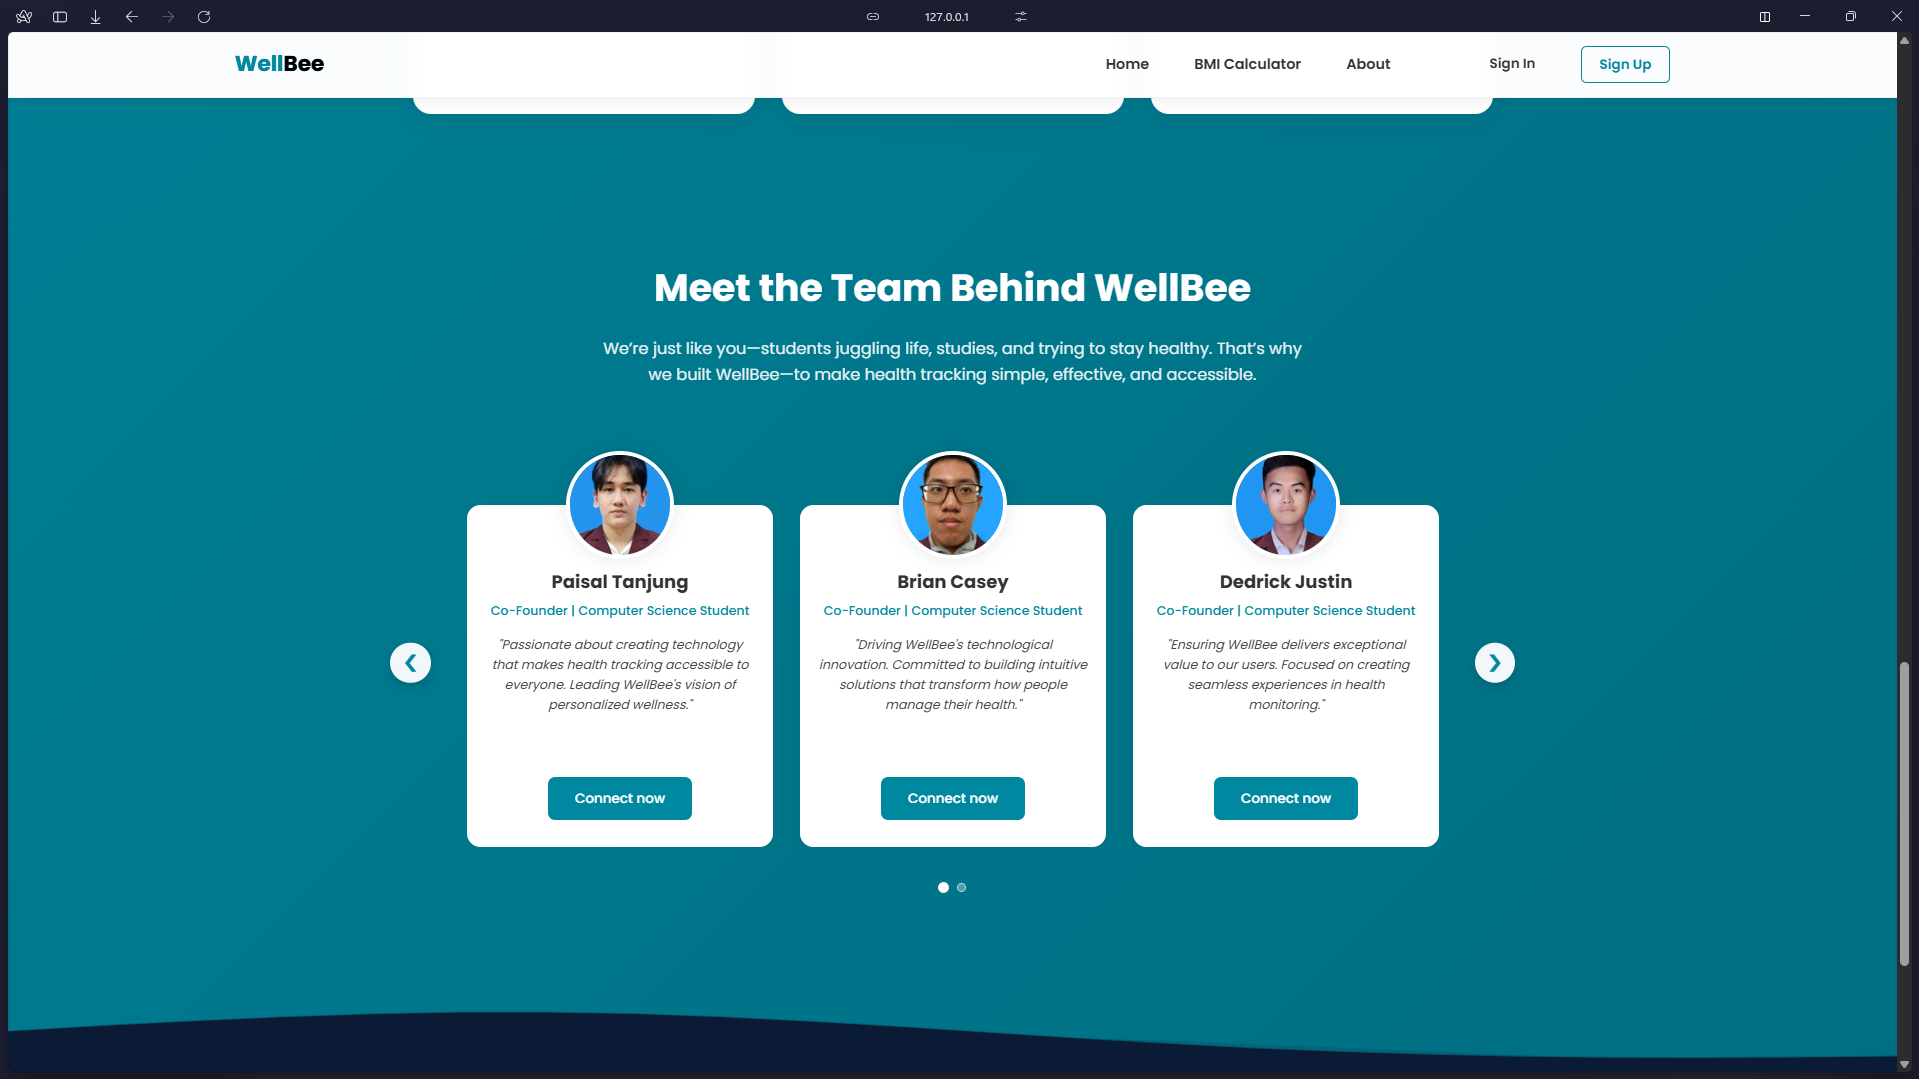 127.0.0.1
WellBee
Home
BMI Calculator
About
Sign In
Sign Up
Meet the Team Behind WellBee
We’re just like you—students juggling life, studies, and trying to stay healthy. That’s why
we built WellBee—to make health tracking simple, effective, and accessible.
Paisal Tanjung
Co-Founder | Computer Science Student
"Passionate about creating technology
that makes health tracking accessible to
everyone. Leading WellBee's vision of
personalized wellness."
Connect now
Brian Casey
Co-Founder | Computer Science Student
"Driving WellBee's technological
innovation. Committed to building intuitive
solutions that transform how people
manage their health."
Connect now
Dedrick Justin
Co-Founder | Computer Science Student
"Ensuring WellBee delivers exceptional
value to our users. Focused on creating
seamless experiences in health
monitoring."
Connect now